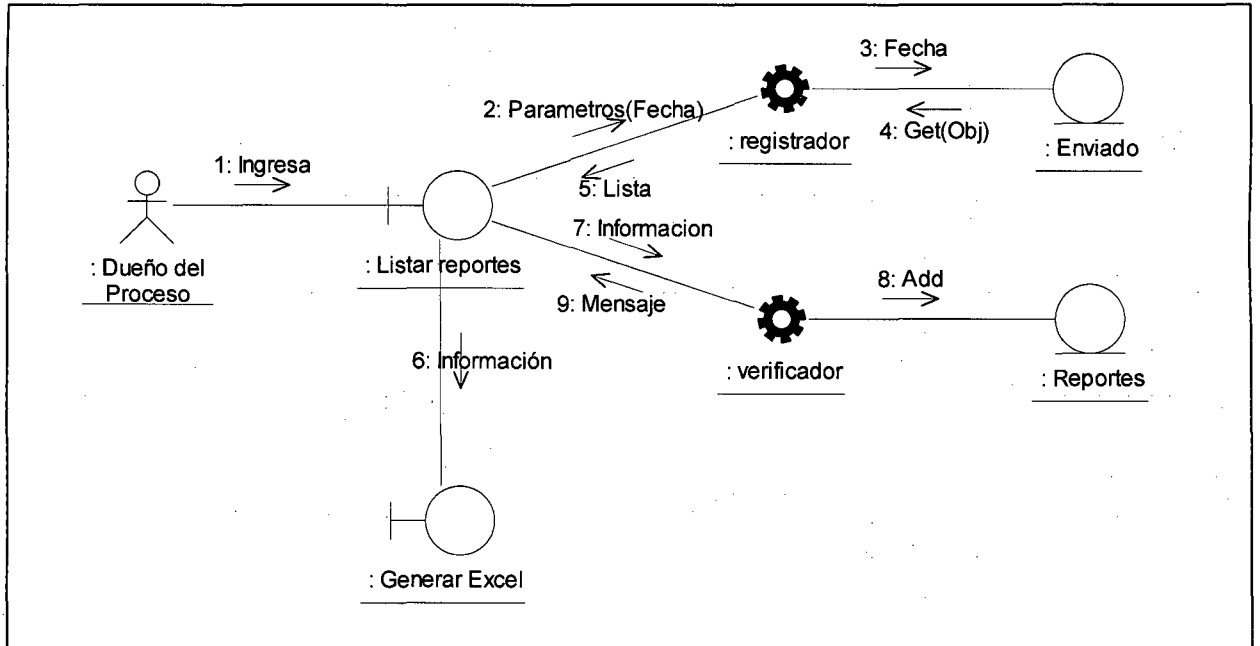 3: Fecha
2: Parametros(Fecha)
4: Get(Obj)
: registrador
: Enviado
1: Ingresa
5: Lista
7: Informacion
: Dueño del
Proceso
: Listar reportes
8: Add
9: Mensaje
6: Información
: verificador
: Reportes
: Generar Excel